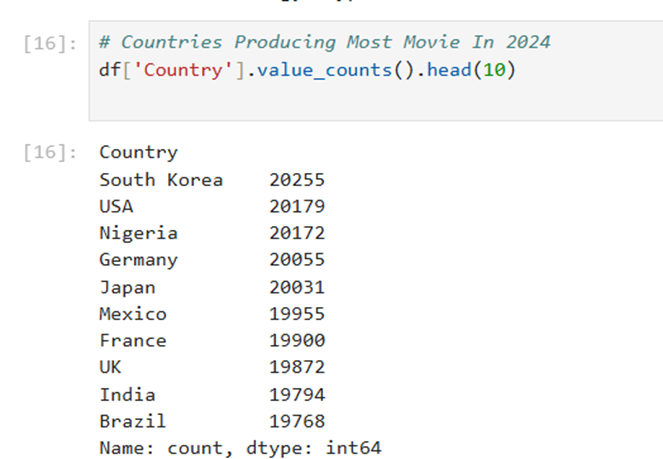 [16]: # Countries Producing Most Movie In 2024
df['Country'].value_counts().head(10)
[16]: Country
South Korea    20255
USA            20179
Nigeria        20172
Germany        20055
Japan          20031
Mexico         19955
France         19900
UK             19872
India          19794
Brazil         19768
Name: count, dtype: int64